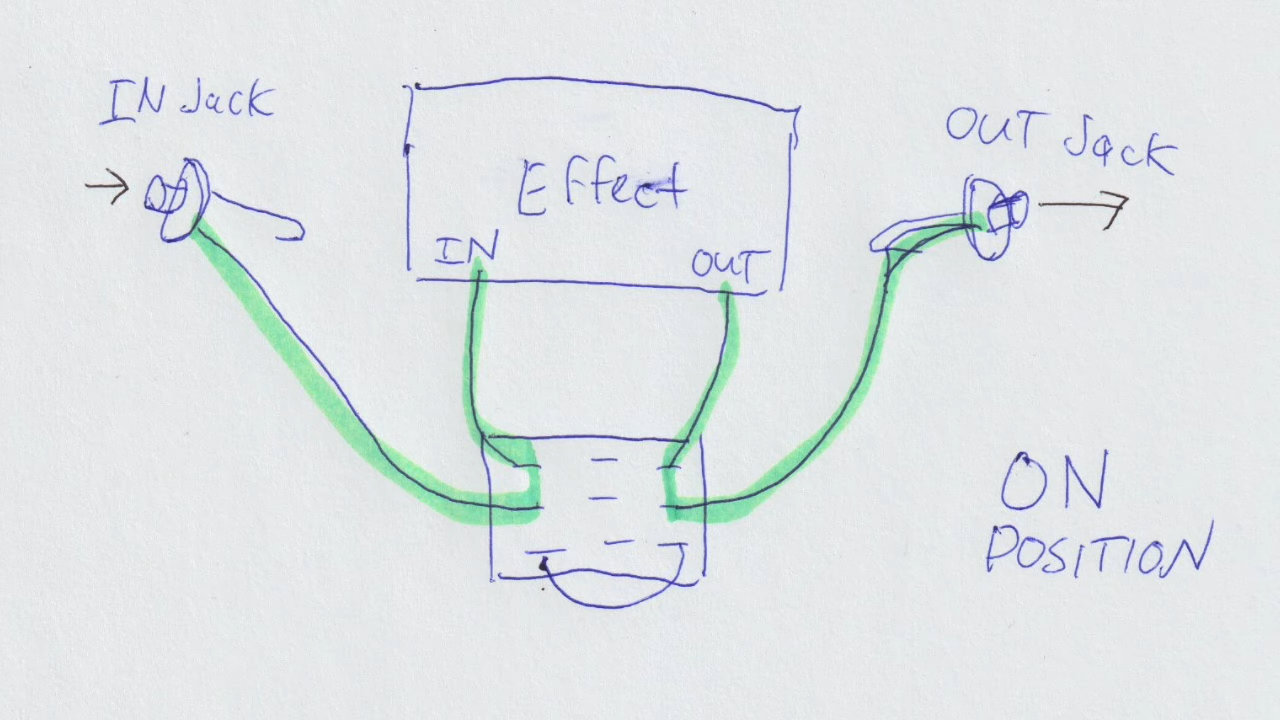 IN Jack
OUT Jack
Effect
IN
OUT
ON
POSITION